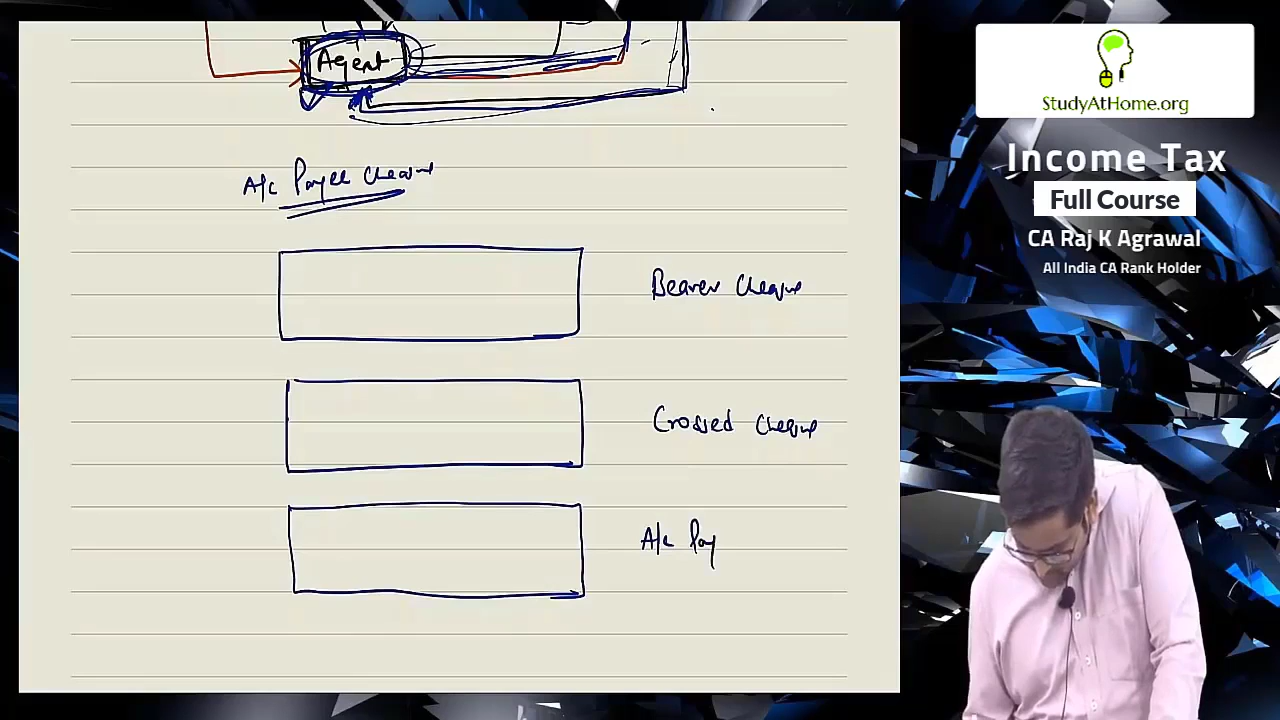 Agent
A/c Payee Cheque
Bearer Cheque
Crossed Cheque
A/c Pay
StudyAtHome.org
Income Tax
Full Course
CA Raj K Agrawal
All India CA Rank Holder